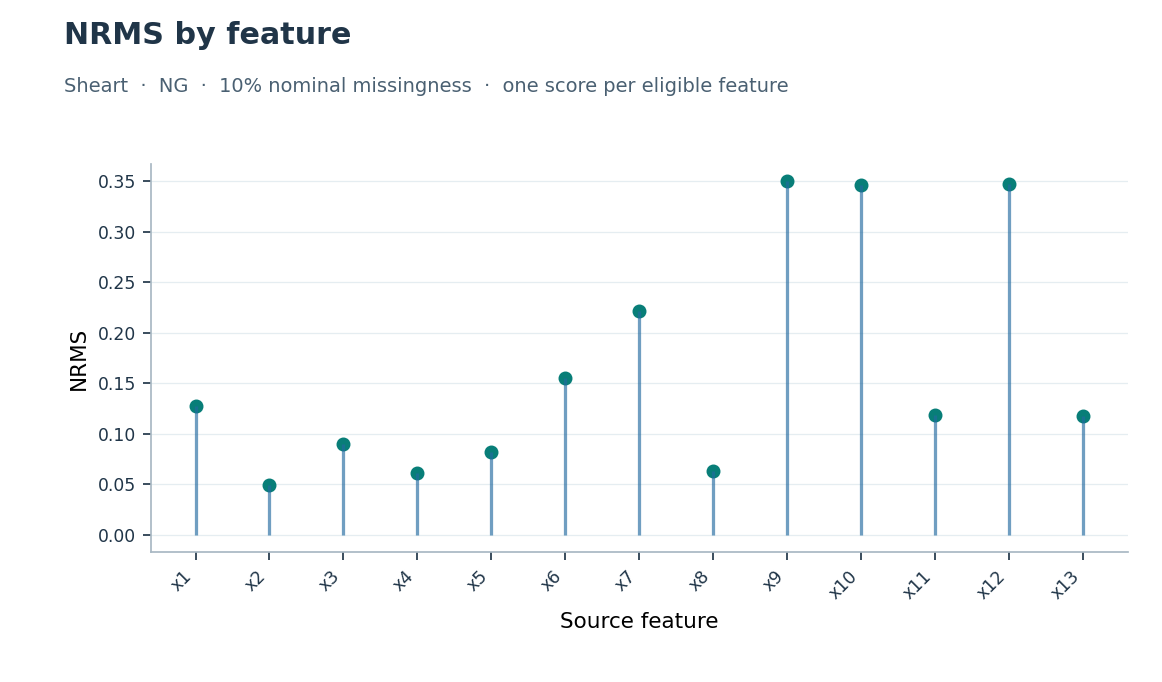 NRMS by feature
Sheart · NG · 10% nominal missingness · one score per eligible feature
NRMS
0.35
0.30
0.25
0.20
0.15
0.10
0.05
0.00
x1 x2 x3 x4 x5 x6 x7 x8 x9 x10 x11 x12 x13
Source feature